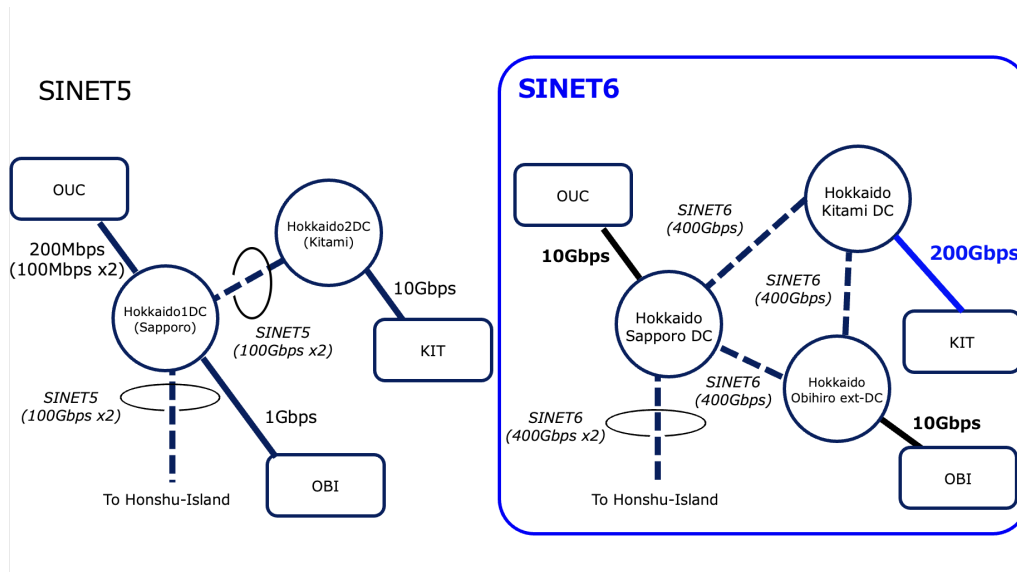 SINET5
OUC
200Mbps
(100Mbps x2)
Hokkaido2DC
(Kitami)
Hokkaido1DC
(Sapporo)
10Gbps
SINET5
(100Gbps x2)
KIT
SINET5
(100Gbps x2)
1Gbps
OBI
To Honshu-Island
SINET6
OUC
10Gbps
SINET6
(400Gbps)
Hokkaido
Kitami DC
200Gbps
SINET6
(400Gbps)
Hokkaido
Sapporo DC
KIT
SINET6
(400Gbps)
Hokkaido
Obihiro ext-DC
SINET6
(400Gbps x2)
10Gbps
OBI
To Honshu-Island